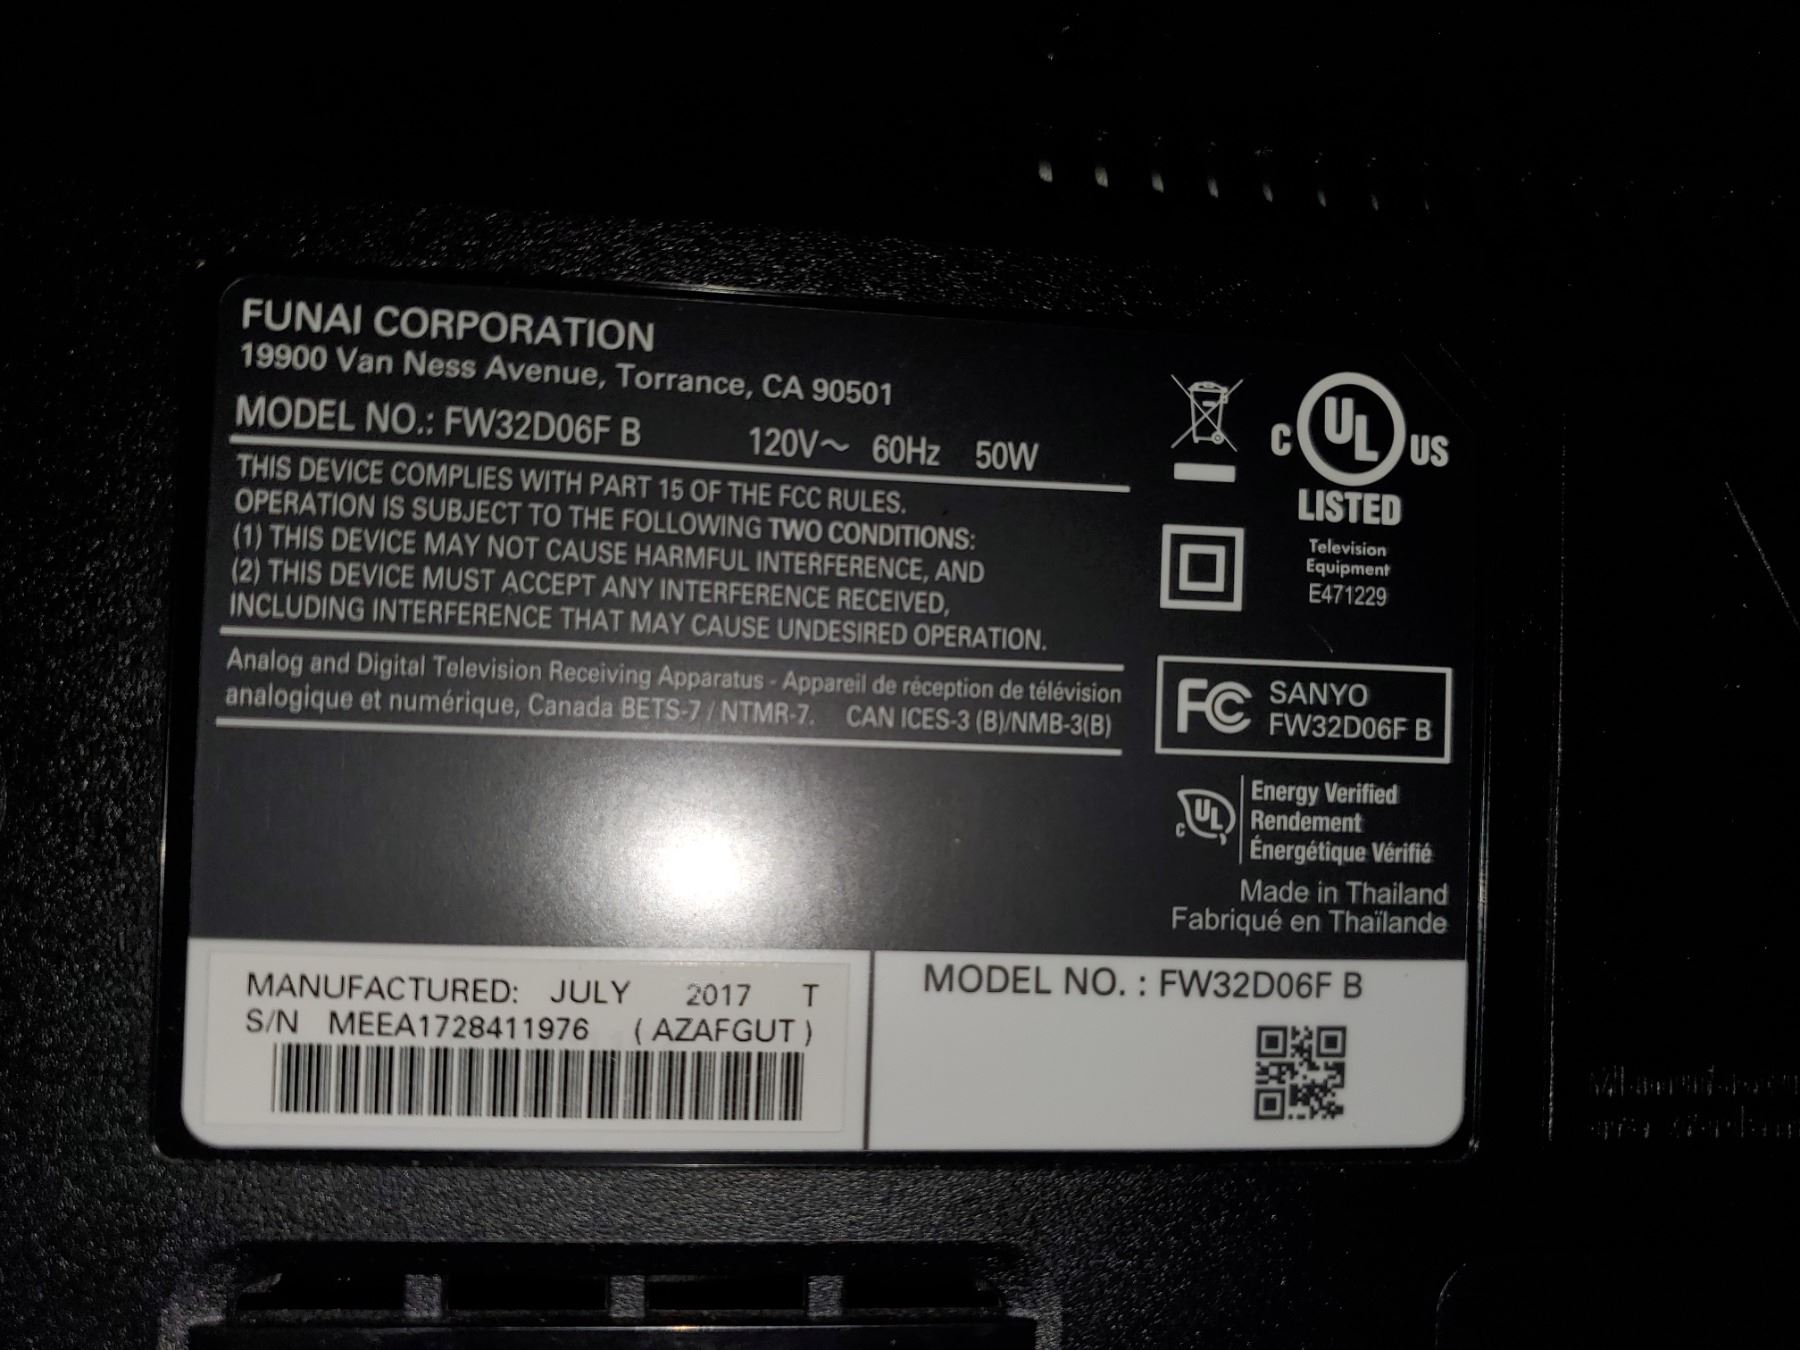 FUNAI CORPORATION
19900 Van Ness Avenue, Torrance, CA 90501
MODEL NO.: FW32D06F B 120V~ 60Hz 50W
THIS DEVICE COMPLIES WITH PART 15 OF THE FCC RULES.
OPERATION IS SUBJECT TO THE FOLLOWING TWO CONDITIONS:
(1) THIS DEVICE MAY NOT CAUSE HARMFUL INTERFERENCE, AND
(2) THIS DEVICE MUST ACCEPT ANY INTERFERENCE RECEIVED,
INCLUDING INTERFERENCE THAT MAY CAUSE UNDESIRED OPERATION.
Analog and Digital Television Receiving Apparatus - Appareil de réception de télévision
analogique et numérique, Canada BETS-7 / NTMR-7. CAN ICES-3 (B)/NMB-3(B)
C UL US
LISTED
Television
Equipment
E471229
FC SANYO
FW32D06F B
C UL Energy Verified
Rendement
Énergétique Vérifié
Made in Thailand
Fabriqué en Thaïlande
MANUFACTURED: JULY 2017 T
S/N MEEA1728411976 ( AZAFGUT )
MODEL NO. : FW32D06F B